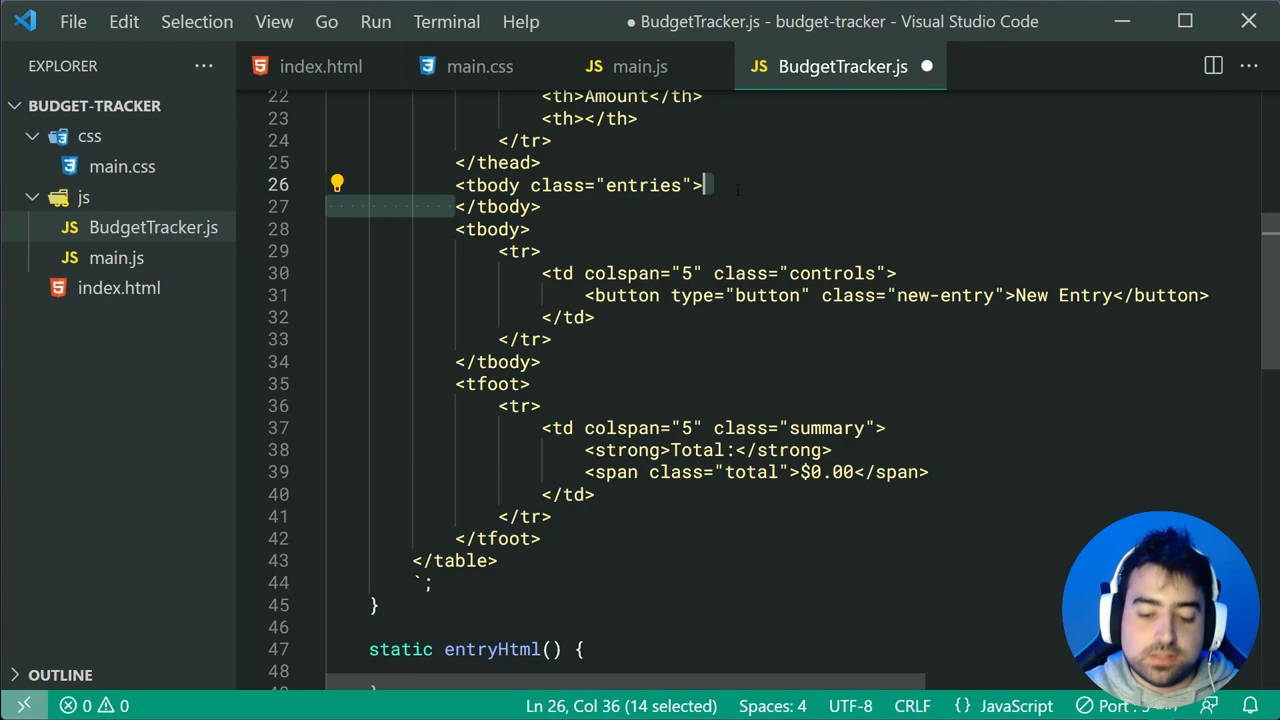 File Edit Selection View Go Run Terminal Help
● BudgetTracker.js - budget-tracker - Visual Studio Code
EXPLORER
index.html
main.css
JS main.js
JS BudgetTracker.js
BUDGET-TRACKER
css
main.css
js
JS BudgetTracker.js
JS main.js
index.html
OUTLINE
22 <th>Amount</th>
23 <th></th>
24 </tr>
25 </thead>
26 <tbody class="entries">
27 </tbody>
28 <tbody>
29 <tr>
30 <td colspan="5" class="controls">
31 <button type="button" class="new-entry">New Entry</button>
32 </td>
33 </tr>
34 </tbody>
35 <tfoot>
36 <tr>
37 <td colspan="5" class="summary">
38 <strong>Total:</strong>
39 <span class="total">$0.00</span>
40 </td>
41 </tr>
42 </tfoot>
43 </table>
44 `;
45 }
46
47 static entryHtml() {
48
0 0 Ln 26, Col 36 (14 selected) Spaces: 4 UTF-8 CRLF {} JavaScript Port :